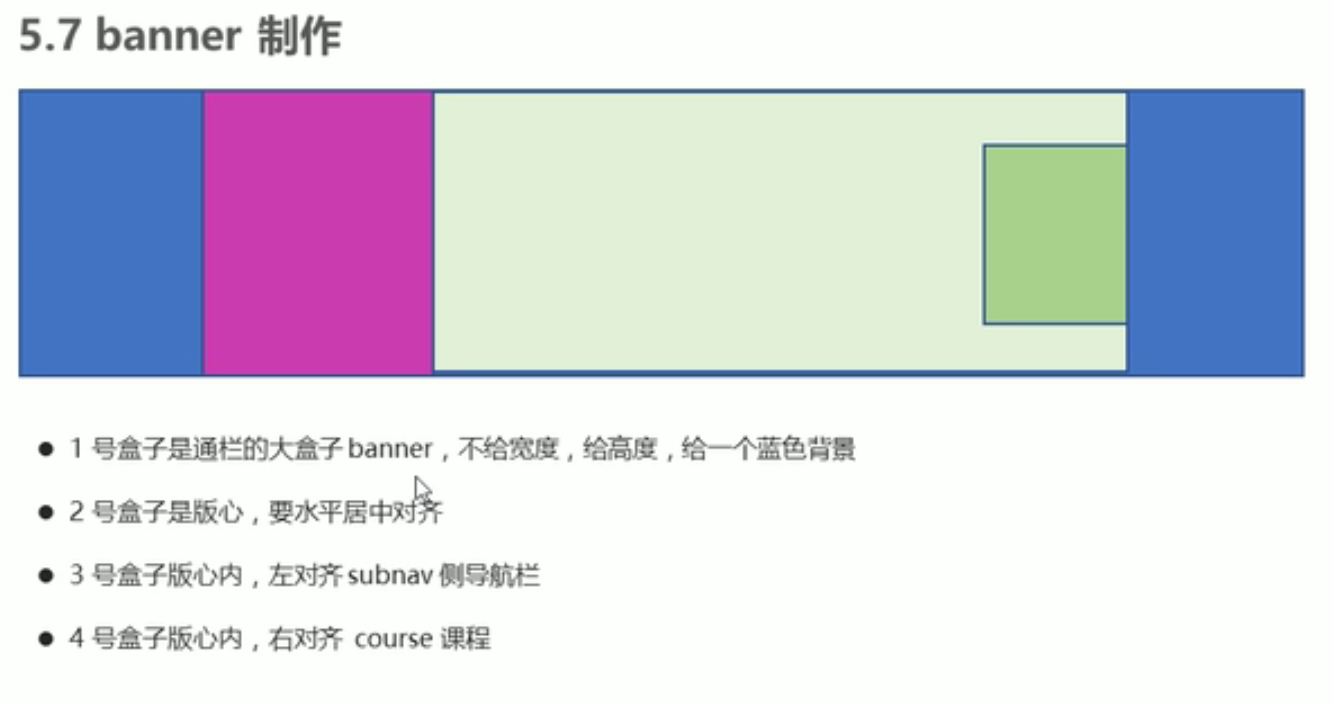 5.7 banner 制作
● 1 号盒子是通栏的大盒子 banner，不给宽度，给高度，给一个蓝色背景
● 2 号盒子是版心，要水平居中对齐
● 3 号盒子版心内，左对齐 subnav 侧导航栏
● 4 号盒子版心内，右对齐 course 课程